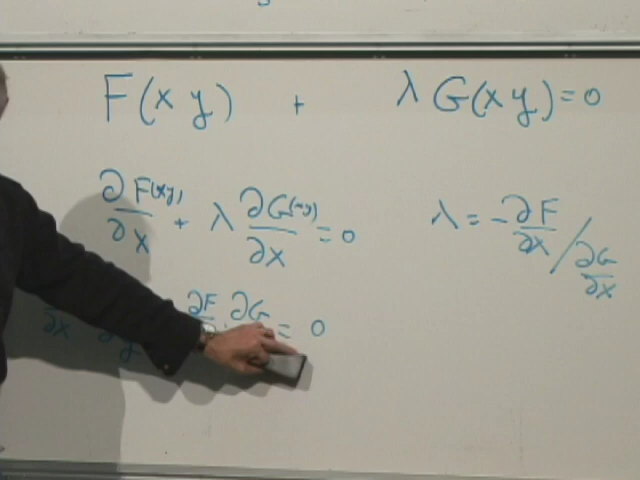 F(x y) + λ G(x y) = 0
∂F(x,y)/∂x + λ ∂G(x,y)/∂x = 0
λ = - ∂F/∂x / ∂G/∂x
∂x ∂y ∂F ∂G = 0